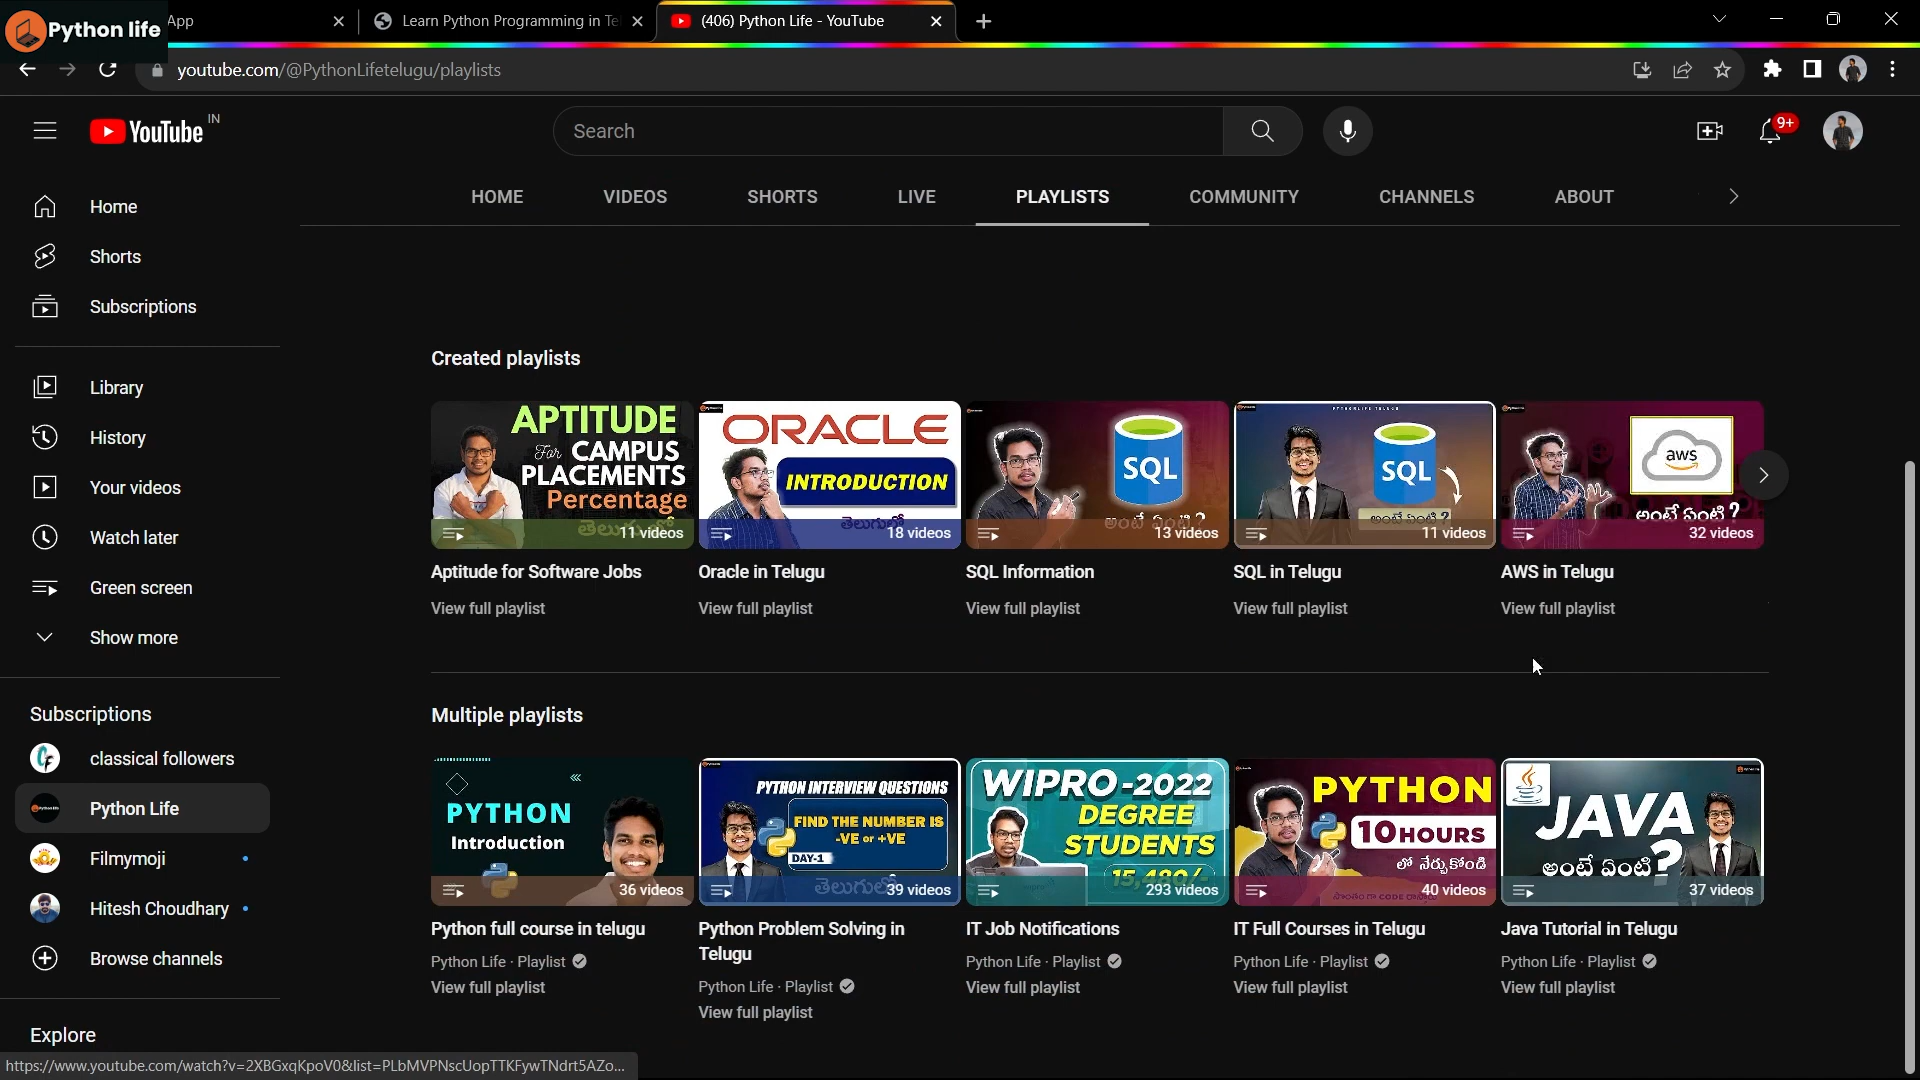 Python life
App
Learn Python Programming in Te
(406) Python Life - YouTube
youtube.com/@PythonLifetelugu/playlists
YouTube IN
Search
9+
HOME
VIDEOS
SHORTS
LIVE
PLAYLISTS
COMMUNITY
CHANNELS
ABOUT
Home
Shorts
Subscriptions
Library
History
Your videos
Watch later
Green screen
Show more
Subscriptions
classical followers
Python Life
Filmymoji
Hitesh Choudhary
Browse channels
Explore
Created playlists
APTITUDE
For CAMPUS
PLACEMENTS
Percentage
తెలుగులో
11 videos
Aptitude for Software Jobs
View full playlist
ORACLE
INTRODUCTION
తెలుగులో
18 videos
Oracle in Telugu
View full playlist
SQL
అంటే ఏంటి ?
13 videos
SQL Information
View full playlist
PYTHONLIFE TELUGU
SQL
అంటే ఏంటి ?
11 videos
SQL in Telugu
View full playlist
aws
అంటే ఏంటి ?
32 videos
AWS in Telugu
View full playlist
Multiple playlists
PYTHON
Introduction
36 videos
Python full course in telugu
Python Life · Playlist
View full playlist
PYTHON INTERVIEW QUESTIONS
FIND THE NUMBER IS
-VE or +VE
DAY-1
తెలుగులో
39 videos
Python Problem Solving in
Telugu
Python Life · Playlist
View full playlist
WIPRO -2022
DEGREE
STUDENTS
15,480/-
293 videos
IT Job Notifications
Python Life · Playlist
View full playlist
PYTHON
10 HOURS
లో నేర్చుకోండి
40 videos
IT Full Courses in Telugu
Python Life · Playlist
View full playlist
Java
JAVA
అంటే ఏంటి ?
37 videos
Java Tutorial in Telugu
Python Life · Playlist
View full playlist
https://www.youtube.com/watch?v=2XBGxqKpoV0&list=PLbMVPNscUopTTKFywTNdrt5AZo...